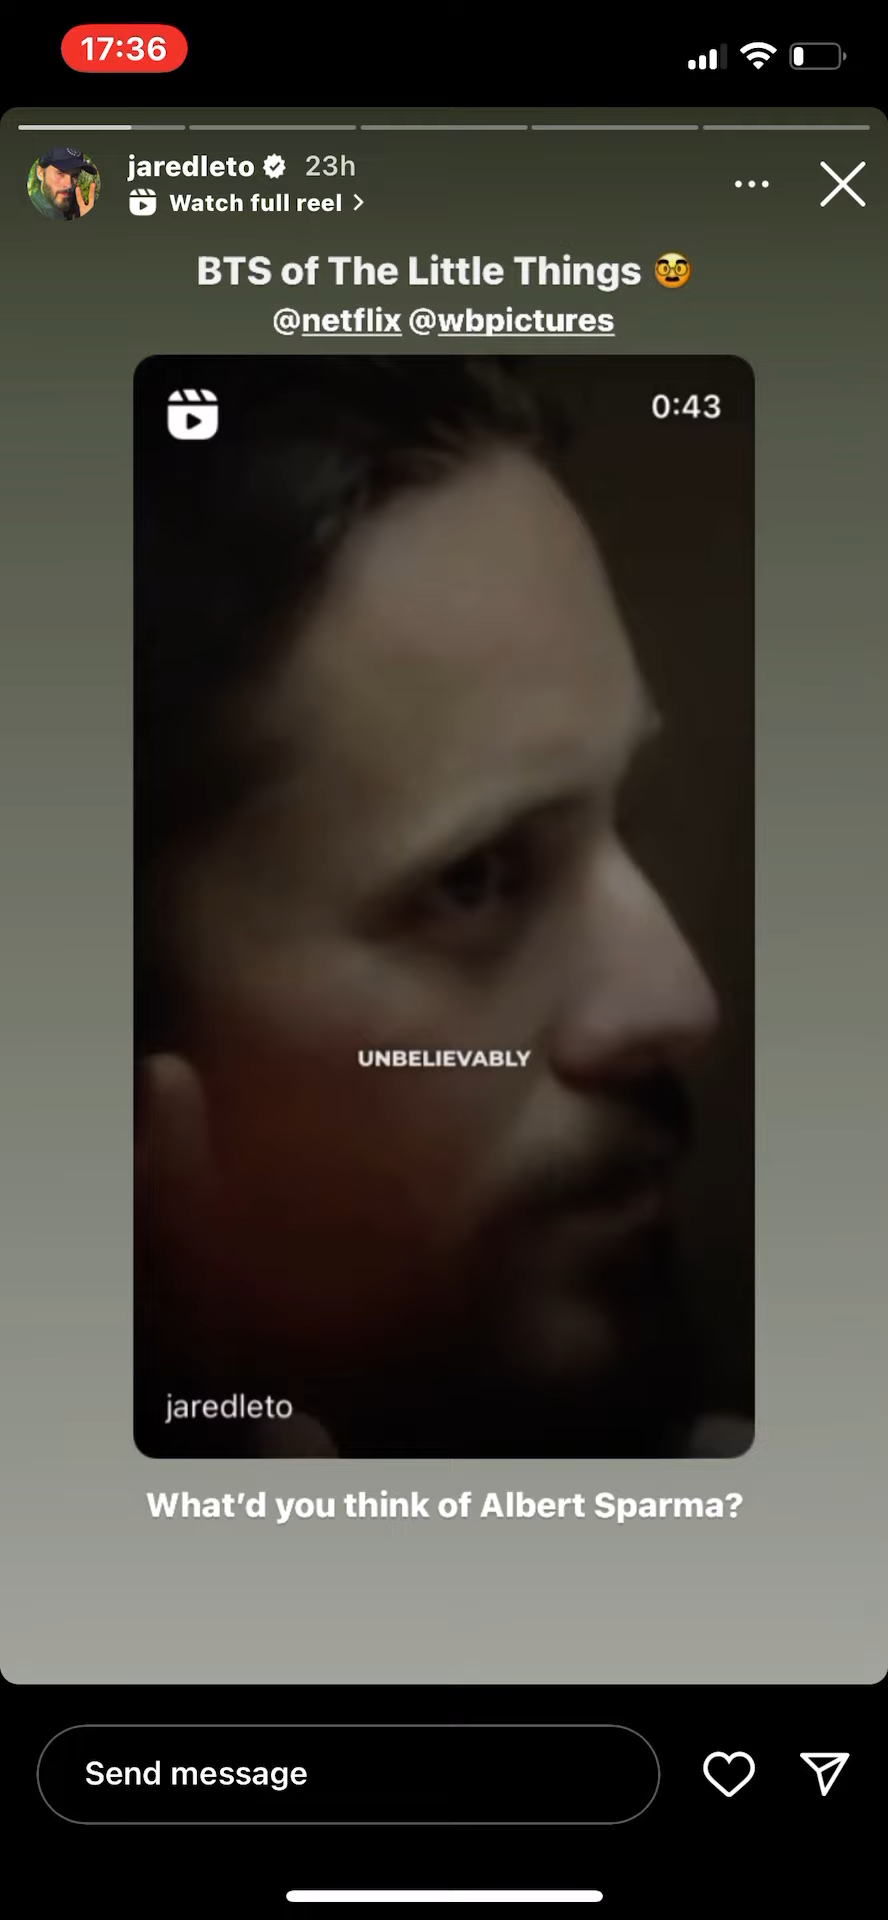 17:36
jaredleto 23h
Watch full reel
BTS of The Little Things 🥸
@netflix @wbpictures
0:43
UNBELIEVABLY
jaredleto
What'd you think of Albert Sparma?
Send message